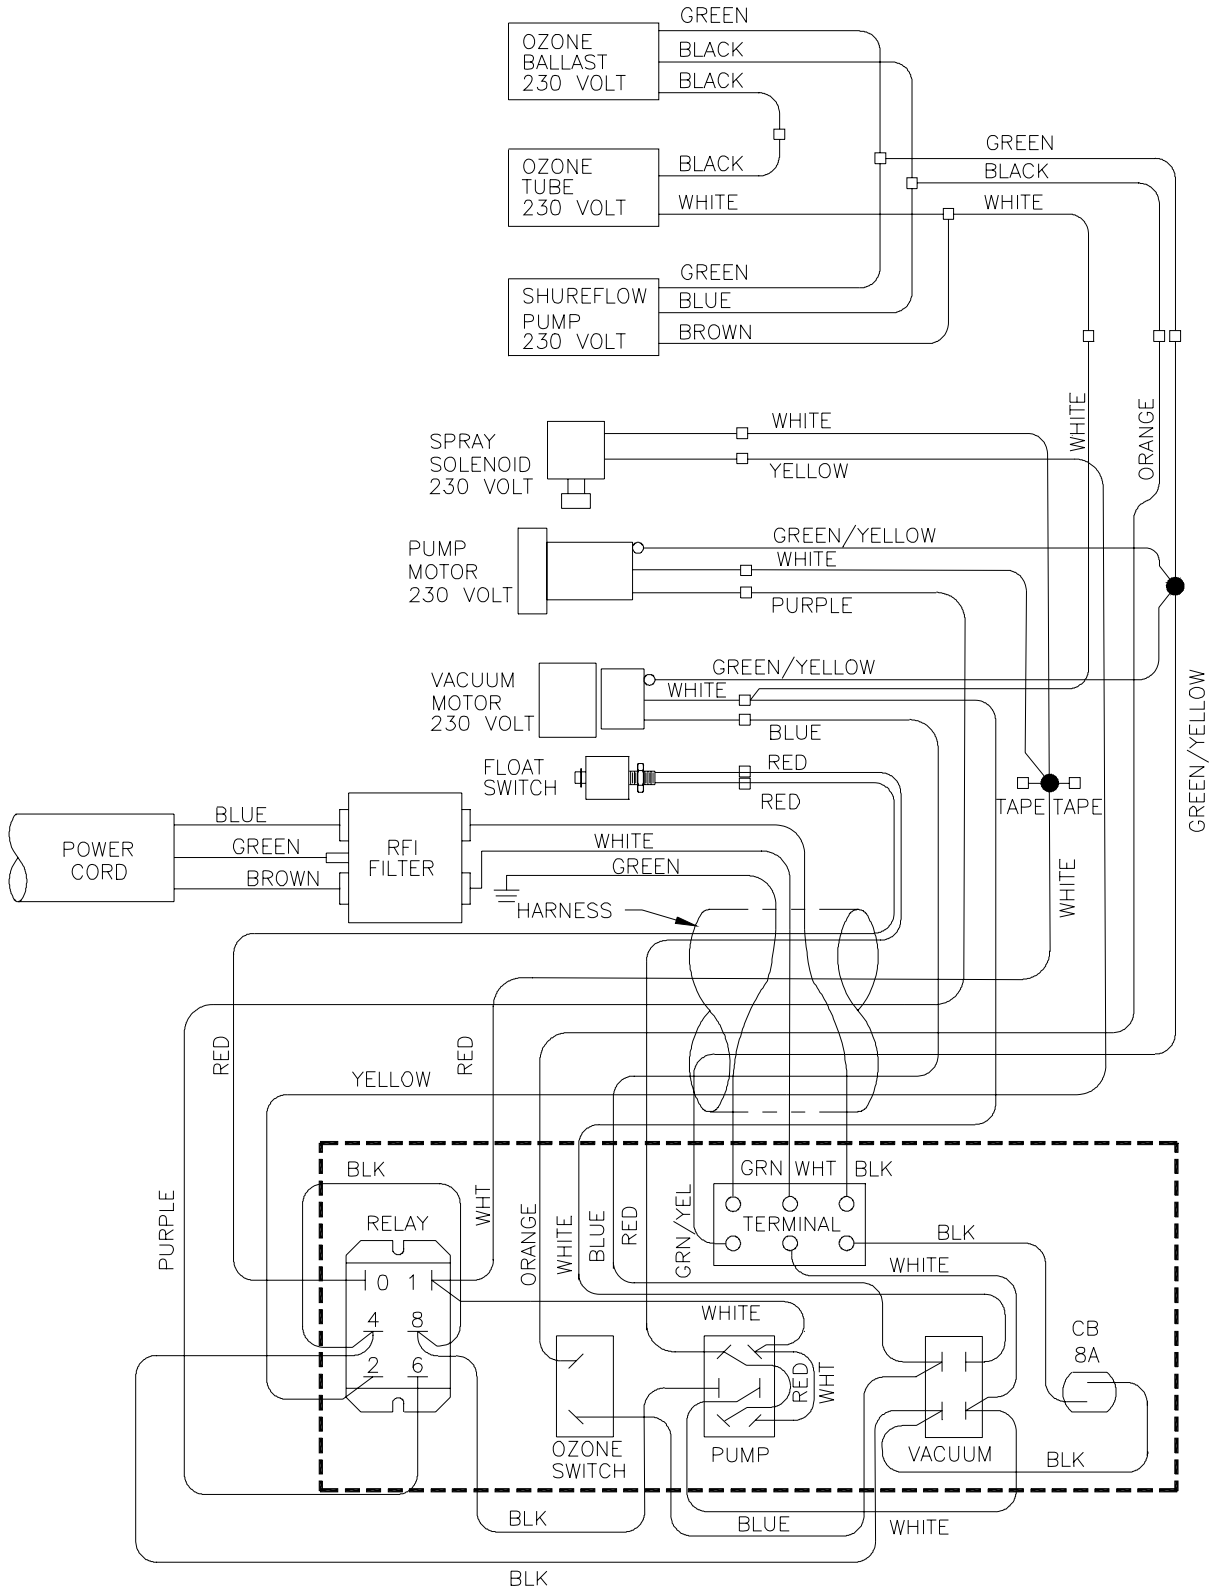 GREEN
OZONE
BALLAST
230 VOLT
BLACK
BLACK
OZONE
TUBE
230 VOLT
BLACK
WHITE
GREEN
BLACK
WHITE
SHUREFLOW
PUMP
230 VOLT
GREEN
BLUE
BROWN
WHITE
ORANGE
SPRAY
SOLENOID
230 VOLT
WHITE
YELLOW
PUMP
MOTOR
230 VOLT
GREEN/YELLOW
WHITE
PURPLE
VACUUM
MOTOR
230 VOLT
GREEN/YELLOW
WHITE
BLUE
GREEN/YELLOW
FLOAT
SWITCH
RED
RED
TAPE TAPE
POWER
CORD
BLUE
GREEN
BROWN
RFI
FILTER
WHITE
GREEN
HARNESS
WHITE
RED
RED
YELLOW
PURPLE
BLK
WHT
ORANGE
WHITE
BLUE
RED
GRN/YEL
GRN WHT BLK
TERMINAL
RELAY
0 1
4 8
2 6
BLK
WHITE
WHITE
CB
8A
RED
WHT
OZONE
SWITCH
PUMP
VACUUM
BLK
BLK
BLUE
WHITE
BLK